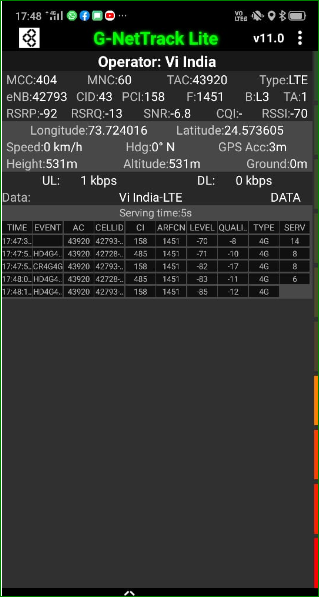 17:48
G-NetTrack Lite v11.0
Operator: Vi India
MCC:404 MNC:60 TAC:43920 Type:LTE
eNB:42793 CID:43 PCI:158 F:1451 B:L3 TA:1
RSRP:-92 RSRQ:-13 SNR:-6.8 CQI:- RSSI:-70
Longitude:73.724016 Latitude:24.573605
Speed:0 km/h Hdg:0° N GPS Acc:3m
Height:531m Altitude:531m Ground:0m
UL: 1 kbps DL: 0 kbps
Data: Vi India-LTE DATA
Serving time:5s
TIME EVENT AC CELLID CI ARFCN LEVEL QUALI.. TYPE SERV
17:47:3.. 43920 42793-.. 158 1451 -70 -8 4G 14
17:47:5.. HD4G4.. 43920 42728-.. 485 1451 -71 -10 4G 8
17:47:5.. CR4G4G 43920 42793-.. 158 1451 -82 -17 4G 8
17:48:0.. HD4G4.. 43920 42728-.. 485 1451 -83 -11 4G 6
17:48:1.. HD4G4.. 43920 42793-.. 158 1451 -85 -12 4G